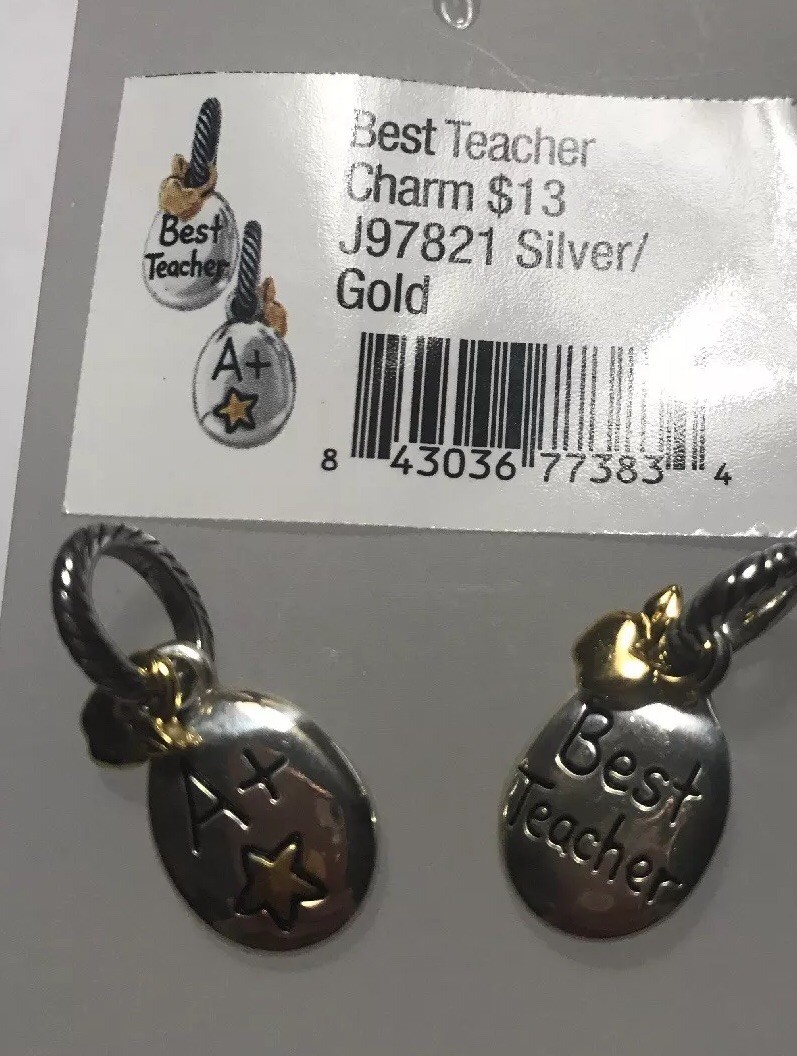 Best Teacher
Charm $13
J97821 Silver/
Gold
Best
Teacher
A+
8 43036 77383 4
A+
Best
Teacher